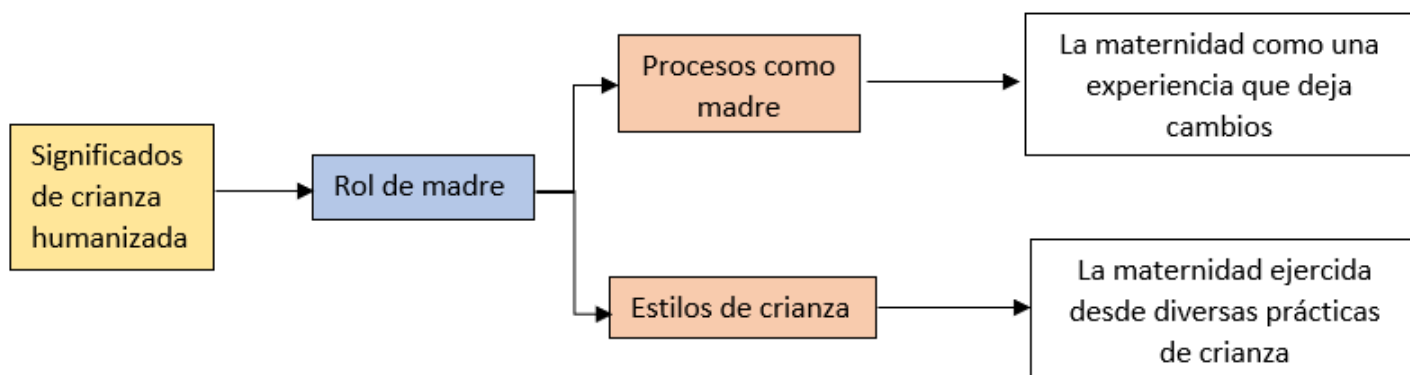 Significados
de crianza
humanizada
Rol de madre
Procesos como
madre
La maternidad como una
experiencia que deja
cambios
Estilos de crianza
La maternidad ejercida
desde diversas prácticas
de crianza